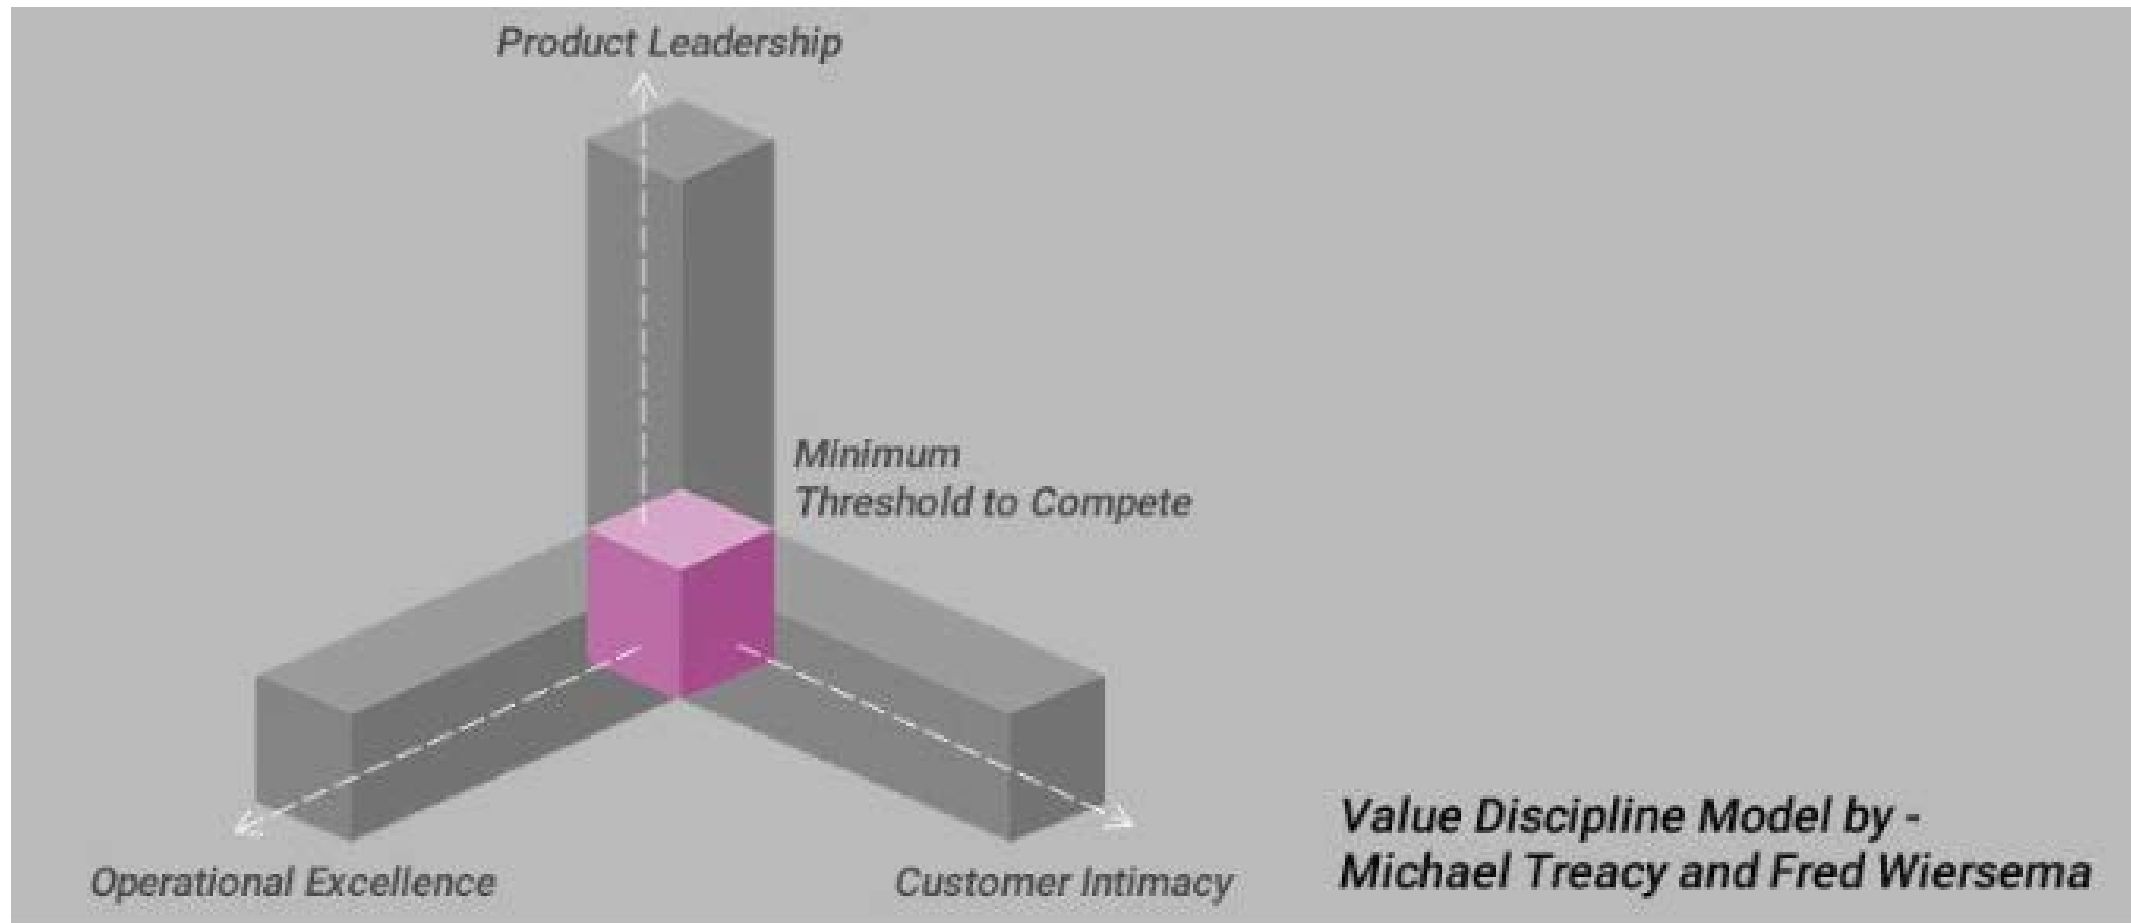 Product Leadership
Minimum
Threshold to Compete
Operational Excellence
Customer Intimacy
Value Discipline Model by -
Michael Treacy and Fred Wiersema